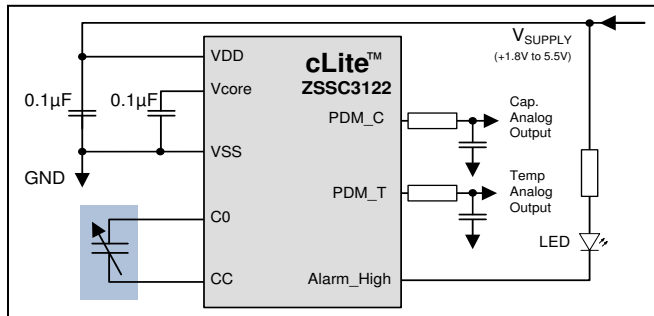 VSUPPLY
(+1.8V to 5.5V)
VDD
cLite™
ZSSC3122
Vcore
0.1µF
0.1µF
PDM_C
Cap.
Analog
Output
VSS
GND
PDM_T
Temp
Analog
Output
C0
LED
CC
Alarm_High